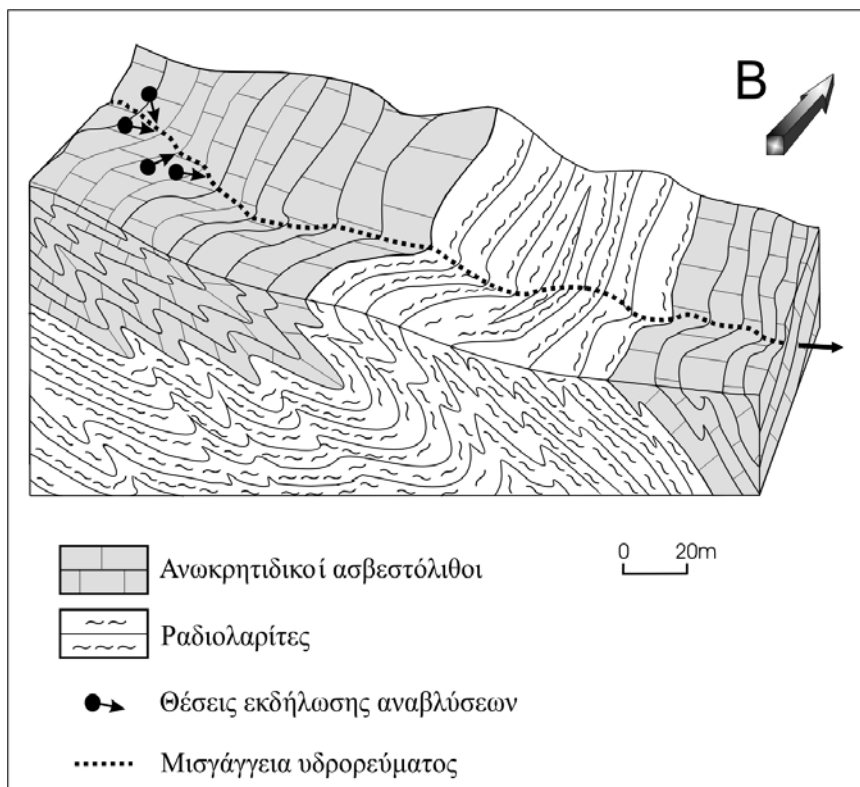 Β
0 20m
Ανωκρητιδικοί ασβεστόλιθοι
Ραδιολαρίτες
Θέσεις εκδήλωσης αναβλύσεων
Μισγάγγεια υδρορεύματος